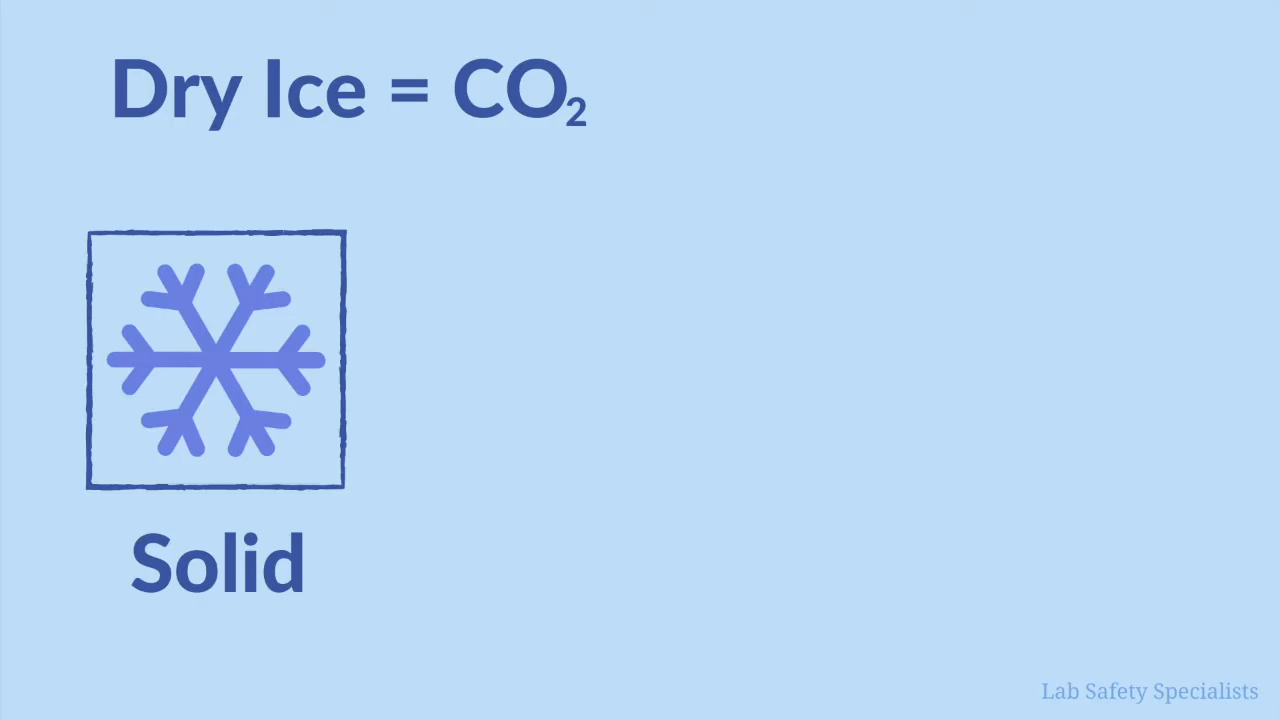 Dry Ice = CO₂
Solid
Lab Safety Specialists